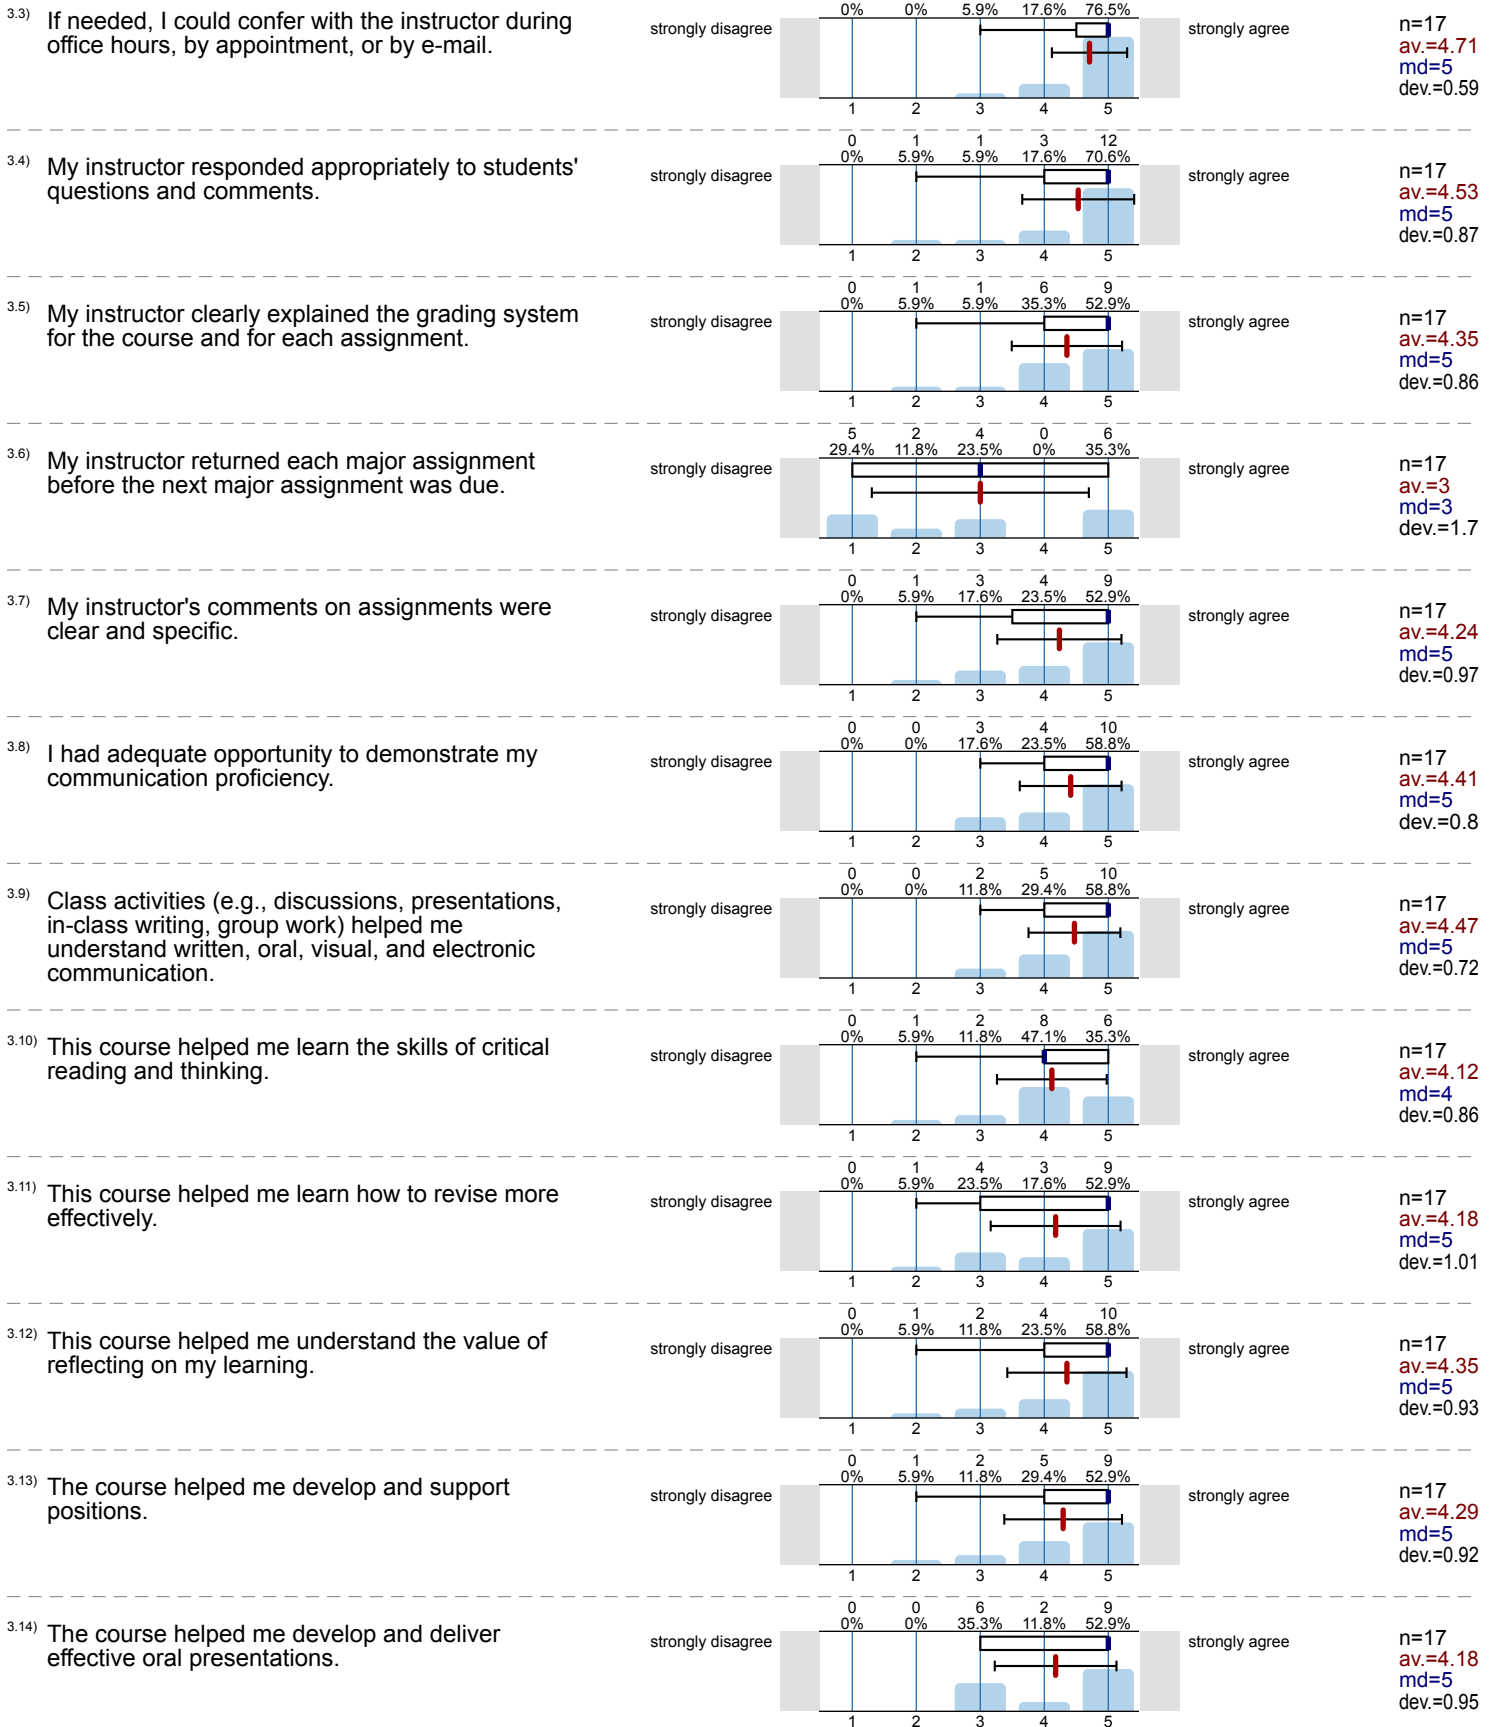 3.3) If needed, I could confer with the instructor during
office hours, by appointment, or by e-mail.
strongly disagree
0% 0% 5.9% 17.6% 76.5%
1 2 3 4 5
strongly agree
n=17
av.=4.71
md=5
dev.=0.59
3.4) My instructor responded appropriately to students'
questions and comments.
strongly disagree
0 1 1 3 12
0% 5.9% 5.9% 17.6% 70.6%
1 2 3 4 5
strongly agree
n=17
av.=4.53
md=5
dev.=0.87
3.5) My instructor clearly explained the grading system
for the course and for each assignment.
strongly disagree
0 1 1 6 9
0% 5.9% 5.9% 35.3% 52.9%
1 2 3 4 5
strongly agree
n=17
av.=4.35
md=5
dev.=0.86
3.6) My instructor returned each major assignment
before the next major assignment was due.
strongly disagree
5 2 4 0 6
29.4% 11.8% 23.5% 0% 35.3%
1 2 3 4 5
strongly agree
n=17
av.=3
md=3
dev.=1.7
3.7) My instructor's comments on assignments were
clear and specific.
strongly disagree
0 1 3 4 9
0% 5.9% 17.6% 23.5% 52.9%
1 2 3 4 5
strongly agree
n=17
av.=4.24
md=5
dev.=0.97
3.8) I had adequate opportunity to demonstrate my
communication proficiency.
strongly disagree
0 0 3 4 10
0% 0% 17.6% 23.5% 58.8%
1 2 3 4 5
strongly agree
n=17
av.=4.41
md=5
dev.=0.8
3.9) Class activities (e.g., discussions, presentations,
in-class writing, group work) helped me
understand written, oral, visual, and electronic
communication.
strongly disagree
0 0 2 5 10
0% 0% 11.8% 29.4% 58.8%
1 2 3 4 5
strongly agree
n=17
av.=4.47
md=5
dev.=0.72
3.10) This course helped me learn the skills of critical
reading and thinking.
strongly disagree
0 1 2 8 6
0% 5.9% 11.8% 47.1% 35.3%
1 2 3 4 5
strongly agree
n=17
av.=4.12
md=4
dev.=0.86
3.11) This course helped me learn how to revise more
effectively.
strongly disagree
0 1 4 3 9
0% 5.9% 23.5% 17.6% 52.9%
1 2 3 4 5
strongly agree
n=17
av.=4.18
md=5
dev.=1.01
3.12) This course helped me understand the value of
reflecting on my learning.
strongly disagree
0 1 2 4 10
0% 5.9% 11.8% 23.5% 58.8%
1 2 3 4 5
strongly agree
n=17
av.=4.35
md=5
dev.=0.93
3.13) The course helped me develop and support
positions.
strongly disagree
0 1 2 5 9
0% 5.9% 11.8% 29.4% 52.9%
1 2 3 4 5
strongly agree
n=17
av.=4.29
md=5
dev.=0.92
3.14) The course helped me develop and deliver
effective oral presentations.
strongly disagree
0 0 6 2 9
0% 0% 35.3% 11.8% 52.9%
1 2 3 4 5
strongly agree
n=17
av.=4.18
md=5
dev.=0.95